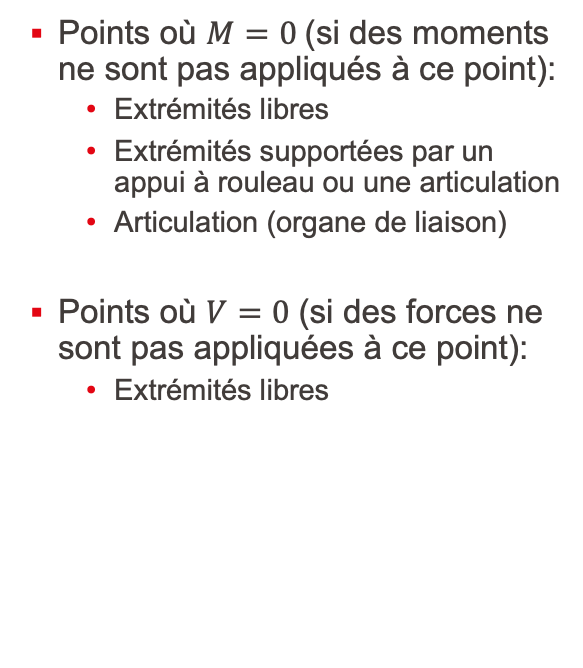 ▪ Points où M = 0 (si des moments
ne sont pas appliqués à ce point):
• Extrémités libres
• Extrémités supportées par un
appui à rouleau ou une articulation
• Articulation (organe de liaison)
▪ Points où V = 0 (si des forces ne
sont pas appliquées à ce point):
• Extrémités libres